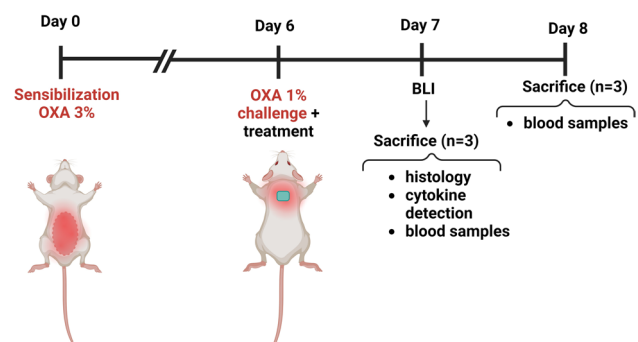 Day 0
Day 6
Day 7
Day 8
Sensibilization
OXA 3%
OXA 1%
challenge +
treatment
BLI
Sacrifice (n=3)
• histology
• cytokine
detection
• blood samples
Sacrifice (n=3)
• blood samples